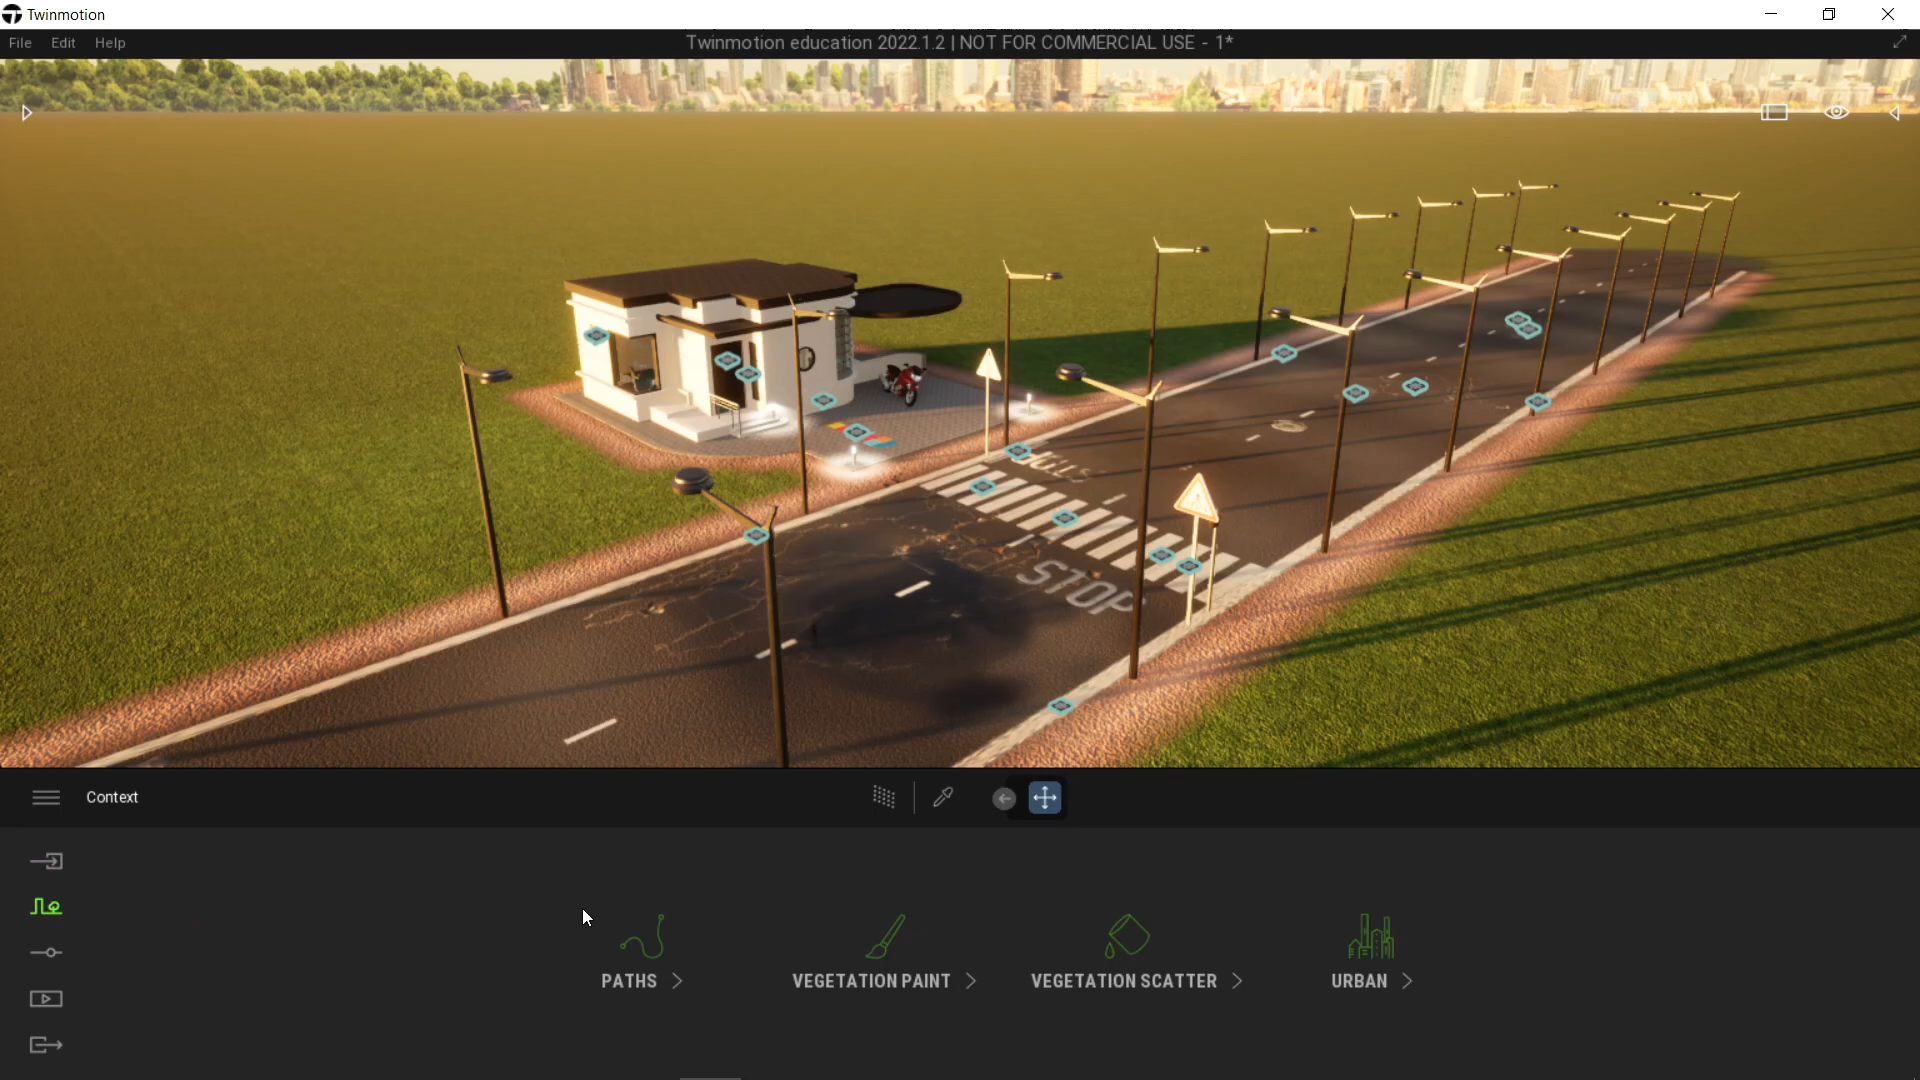 Twinmotion
File Edit Help
Twinmotion education 2022.1.2 | NOT FOR COMMERCIAL USE - 1*
STOP
Context
PATHS
VEGETATION PAINT
VEGETATION SCATTER
URBAN